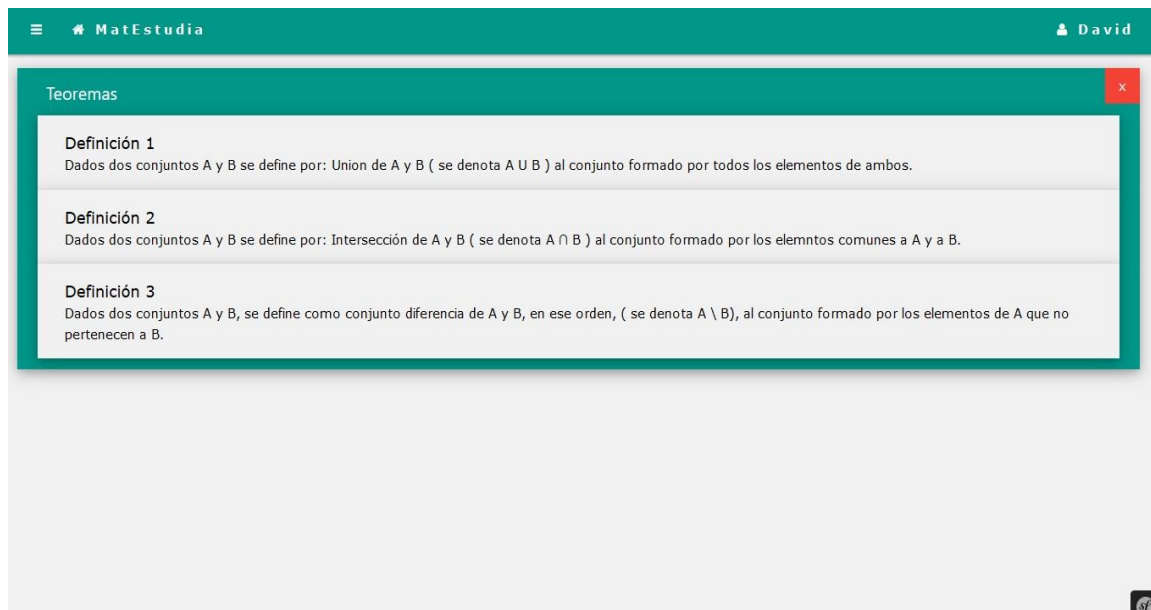 MatEstudia David
Teoremas x
Definición 1
Dados dos conjuntos A y B se define por: Union de A y B ( se denota A U B ) al conjunto formado por todos los elementos de ambos.
Definición 2
Dados dos conjuntos A y B se define por: Intersección de A y B ( se denota A ∩ B ) al conjunto formado por los elemntos comunes a A y a B.
Definición 3
Dados dos conjuntos A y B, se define como conjunto diferencia de A y B, en ese orden, ( se denota A \ B), al conjunto formado por los elementos de A que no
pertenecen a B.
sf